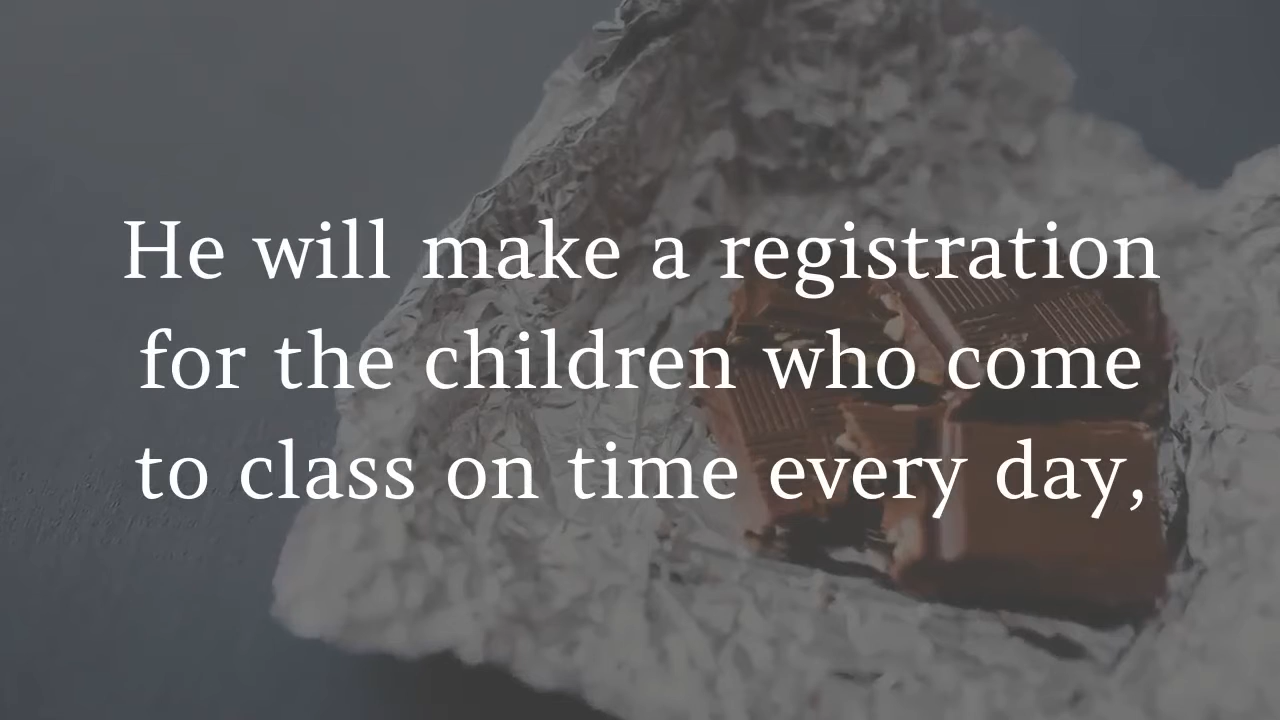 He will make a registration
for the children who come
to class on time every day,